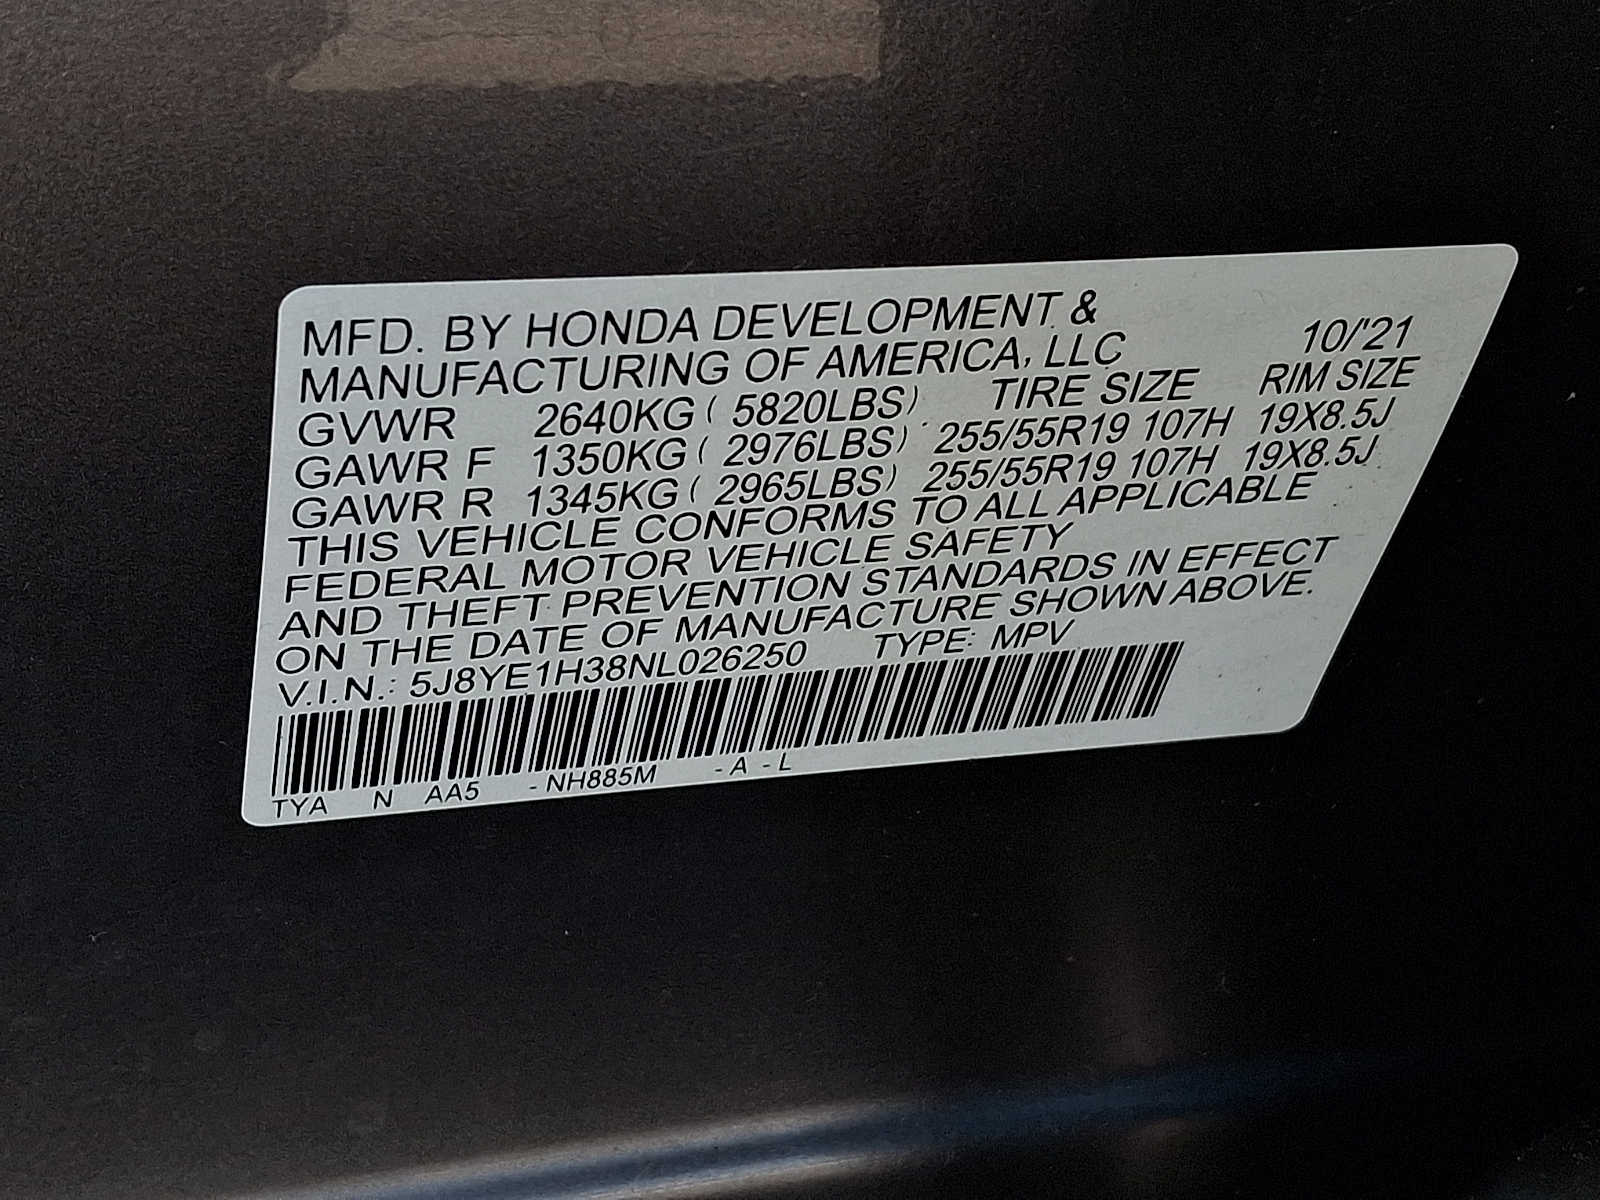 MFD. BY HONDA DEVELOPMENT &
MANUFACTURING OF AMERICA, LLC 10/'21
GVWR 2640KG ( 5820LBS) TIRE SIZE RIM SIZE
GAWR F 1350KG ( 2976LBS) 255/55R19 107H 19X8.5J
GAWR R 1345KG ( 2965LBS) 255/55R19 107H 19X8.5J
THIS VEHICLE CONFORMS TO ALL APPLICABLE
FEDERAL MOTOR VEHICLE SAFETY
AND THEFT PREVENTION STANDARDS IN EFFECT
ON THE DATE OF MANUFACTURE SHOWN ABOVE.
V.I.N.: 5J8YE1H38NL026250 TYPE: MPV
TYA N AA5 - NH885M - A - L